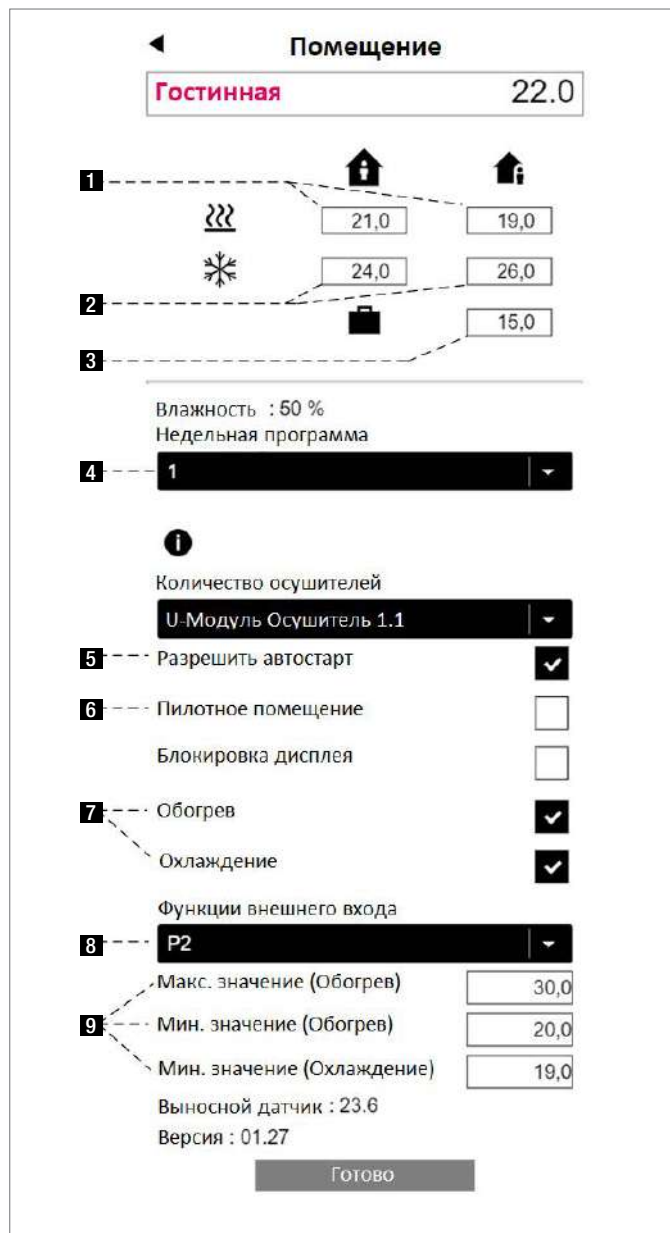 Помещение
Гостинная 22.0
1
21,0 19,0
24,0 26,0
2
15,0
3
Влажность : 50 %
Недельная программа
4 1
Количество осушителей
U-Модуль Осушитель 1.1
5 Разрешить автостарт
6 Пилотное помещение
Блокировка дисплея
7 Обогрев
Охлаждение
Функции внешнего входа
8 P2
Макс. значение (Обогрев) 30,0
9 Мин. значение (Обогрев) 20,0
Мин. значение (Охлаждение) 19,0
Выносной датчик : 23.6
Версия : 01.27
Готово